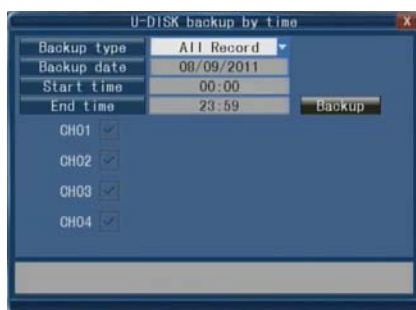 U-DISK backup by time
X
Backup type All Record
Backup date 08/09/2011
Start time 00:00
End time 23:59 Backup
CH01
CH02
CH03
CH04